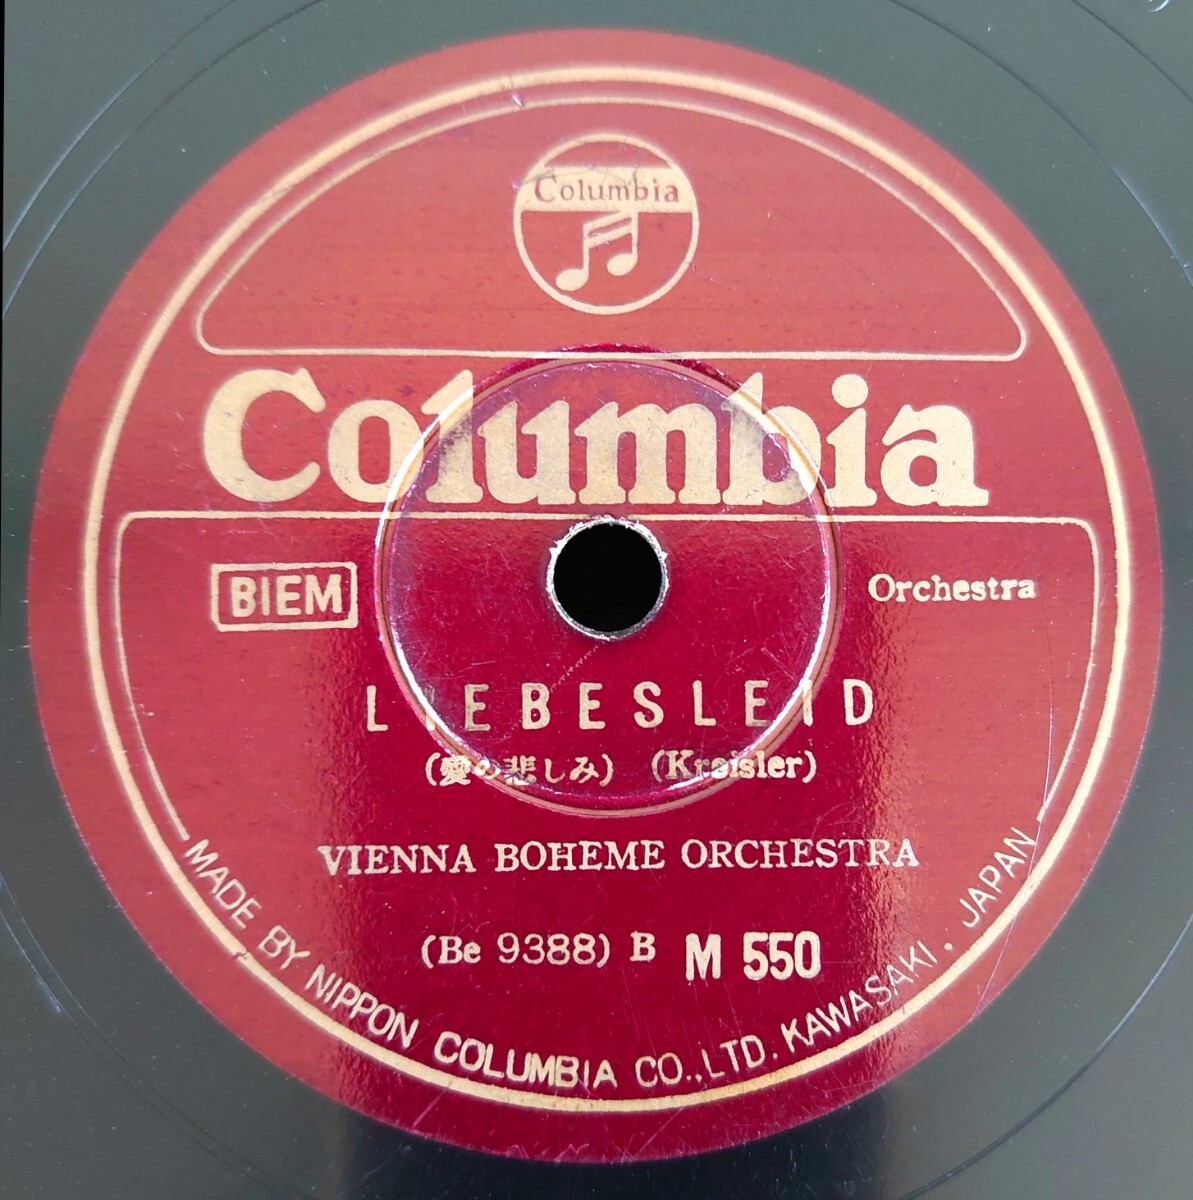 Columbia
Columbia
BIEM
Orchestra
LIEBESLEID
(愛の悲しみ) (Kreisler)
VIENNA BOHEME ORCHESTRA
(Be 9388) B M 550
MADE BY NIPPON COLUMBIA CO.,LTD. KAWASAKI. JAPAN